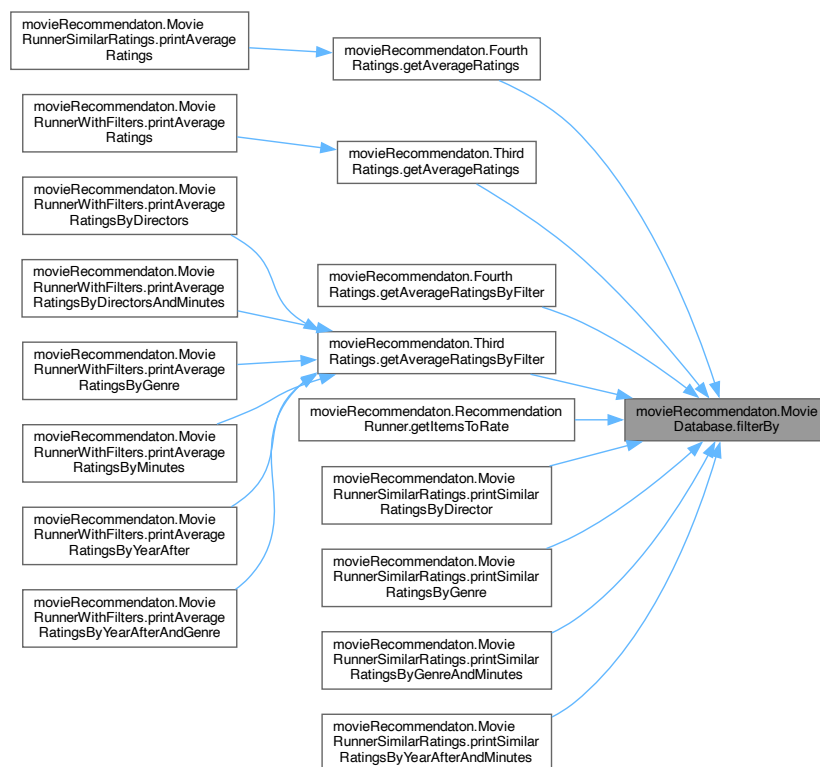 movieRecommendaton.Movie
RunnerSimilarRatings.printAverage
Ratings
movieRecommendaton.Fourth
Ratings.getAverageRatings
movieRecommendaton.Movie
RunnerWithFilters.printAverage
Ratings
movieRecommendaton.Third
Ratings.getAverageRatings
movieRecommendaton.Movie
RunnerWithFilters.printAverage
RatingsByDirectors
movieRecommendaton.Movie
RunnerWithFilters.printAverage
RatingsByDirectorsAndMinutes
movieRecommendaton.Fourth
Ratings.getAverageRatingsByFilter
movieRecommendaton.Third
Ratings.getAverageRatingsByFilter
movieRecommendaton.Movie
RunnerWithFilters.printAverage
RatingsByGenre
movieRecommendaton.Recommendation
Runner.getItemsToRate
movieRecommendaton.Movie
Database.filterBy
movieRecommendaton.Movie
RunnerWithFilters.printAverage
RatingsByMinutes
movieRecommendaton.Movie
RunnerSimilarRatings.printSimilar
RatingsByDirector
movieRecommendaton.Movie
RunnerWithFilters.printAverage
RatingsByYearAfter
movieRecommendaton.Movie
RunnerSimilarRatings.printSimilar
RatingsByGenre
movieRecommendaton.Movie
RunnerWithFilters.printAverage
RatingsByYearAfterAndGenre
movieRecommendaton.Movie
RunnerSimilarRatings.printSimilar
RatingsByGenreAndMinutes
movieRecommendaton.Movie
RunnerSimilarRatings.printSimilar
RatingsByYearAfterAndMinutes